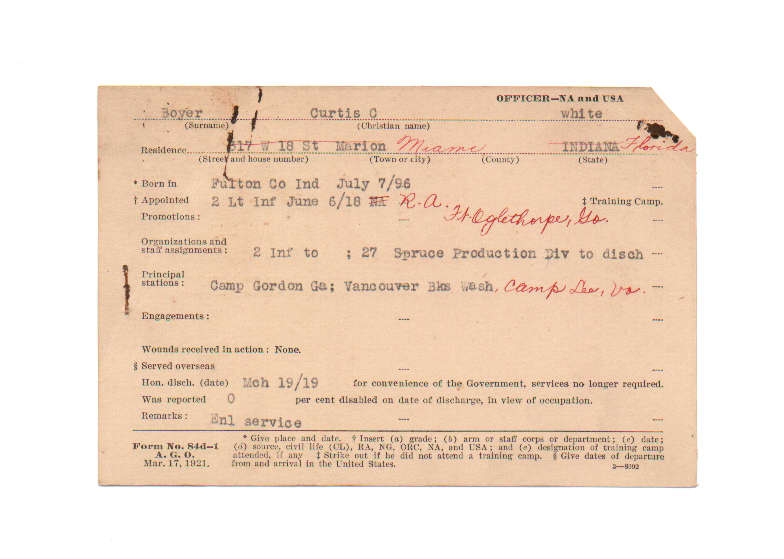 OFFICER—NA and USA
Boyer Curtis C white
(Surname) (Christian name)
Residence 317 W 18 St Marion Miami INDIANA Florida
(Street and house number) (Town or city) (County) (State)
* Born in Fulton Co Ind July 7/96 ---
† Appointed 2 Lt Inf June 6/18 NA R.A. ‡ Training Camp.
Promotions: --- Ft Oglethorpe, Ga.
Organizations and
staff assignments: 2 Inf to ; 27 Spruce Production Div to disch ---
Principal
stations: Camp Gordon Ga; Vancouver Bks Wash, Camp Lee, Va. ---
Engagements: --- ---
Wounds received in action: None.
§ Served overseas --- ---
Hon. disch. (date) Mch 19/19 for convenience of the Government, services no longer required.
Was reported 0 per cent disabled on date of discharge, in view of occupation.
Remarks: Enl service --- ---
Form No. 84d-1
A. G. O.
Mar. 17, 1921.
* Give place and date. † Insert (a) grade; (b) arm or staff corps or department; (c) date;
(d) source, civil life (CL), RA, NG, ORC, NA, and USA; and (e) designation of training camp
attended, if any ‡ Strike out if he did not attend a training camp. § Give dates of departure
from and arrival in the United States.